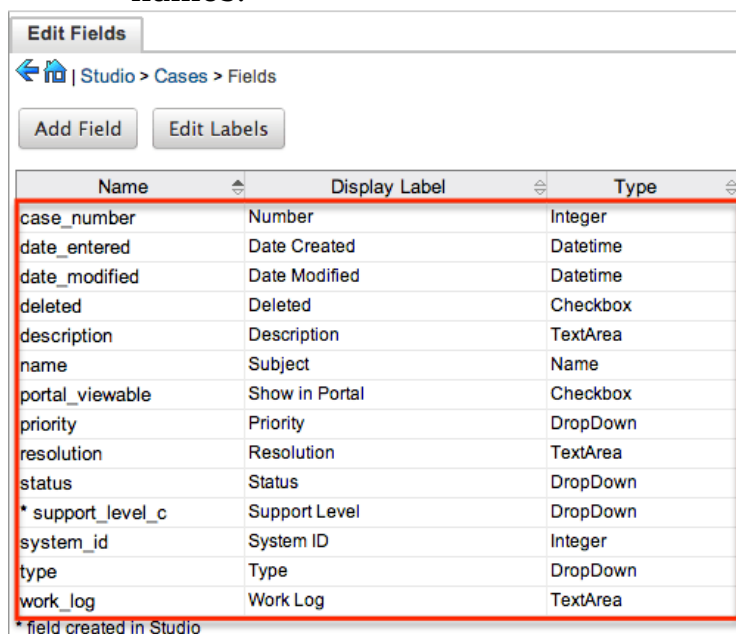 Edit Fields
| Studio > Cases > Fields
Add Field Edit Labels
Name Display Label Type
case_number Number Integer
date_entered Date Created Datetime
date_modified Date Modified Datetime
deleted Deleted Checkbox
description Description TextArea
name Subject Name
portal_viewable Show in Portal Checkbox
priority Priority DropDown
resolution Resolution TextArea
status Status DropDown
* support_level_c Support Level DropDown
system_id System ID Integer
type Type DropDown
work_log Work Log TextArea
* field created in Studio